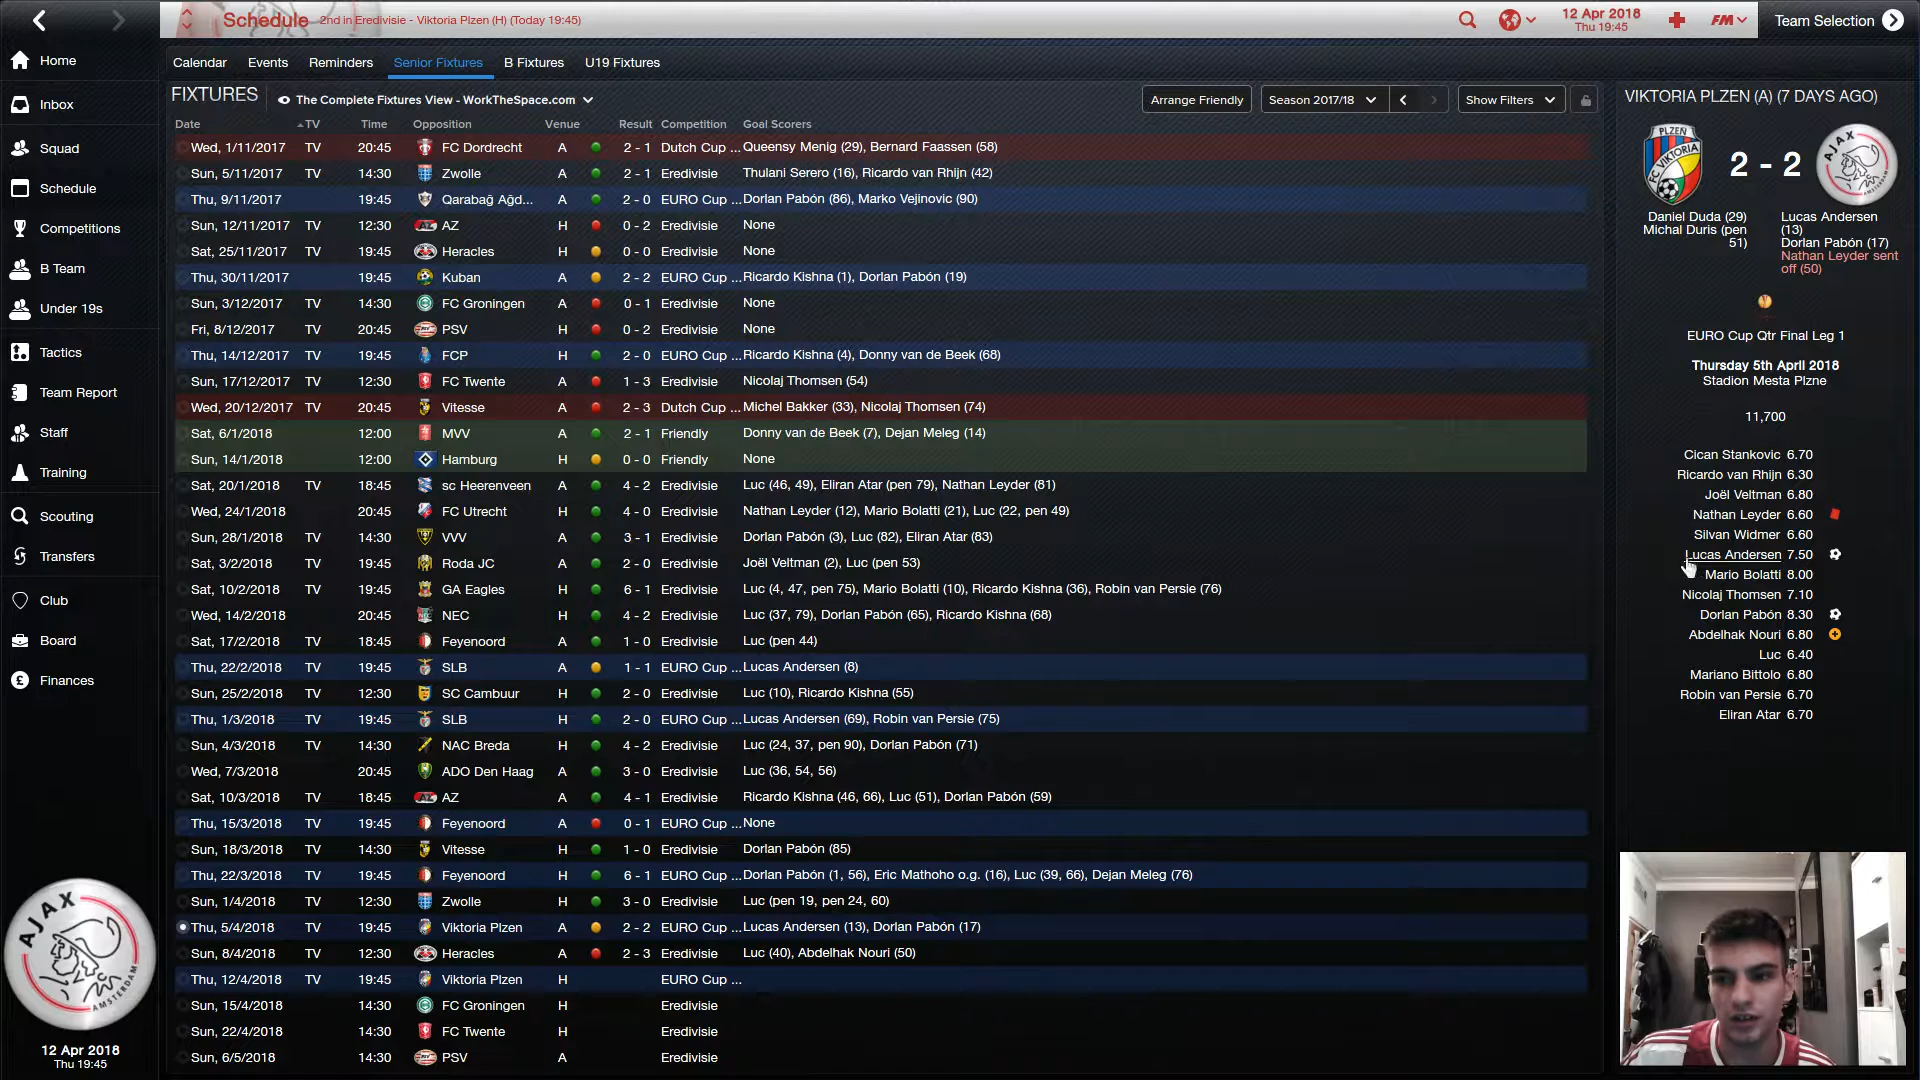 Schedule 2nd in Eredivisie - Viktoria Plzen (H) (Today 19:45)
12 Apr 2018
Thu 19:45
FM
Team Selection
Home
Inbox
Squad
Schedule
Competitions
B Team
Under 19s
Tactics
Team Report
Staff
Training
Scouting
Transfers
Club
Board
Finances
AJAX
AMSTERDAM
12 Apr 2018
Thu 19:45
Calendar Events Reminders Senior Fixtures B Fixtures U19 Fixtures
FIXTURES The Complete Fixtures View - WorkTheSpace.com Arrange Friendly Season 2017/18 Show Filters
Date TV Time Opposition Venue Result Competition Goal Scorers
Wed, 1/11/2017 TV 20:45 FC Dordrecht A 2 - 1 Dutch Cup ... Queensy Menig (29), Bernard Faassen (58)
Sun, 5/11/2017 TV 14:30 Zwolle A 2 - 1 Eredivisie Thulani Serero (16), Ricardo van Rhijn (42)
Thu, 9/11/2017 19:45 Qarabağ Ağd... A 2 - 0 EURO Cup ... Dorlan Pabón (86), Marko Vejinovic (90)
Sun, 12/11/2017 TV 12:30 AZ H 0 - 2 Eredivisie None
Sat, 25/11/2017 TV 19:45 Heracles H 0 - 0 Eredivisie None
Thu, 30/11/2017 19:45 Kuban A 2 - 2 EURO Cup ... Ricardo Kishna (1), Dorlan Pabón (19)
Sun, 3/12/2017 TV 14:30 FC Groningen A 0 - 1 Eredivisie None
Fri, 8/12/2017 TV 20:45 PSV H 0 - 2 Eredivisie None
Thu, 14/12/2017 TV 19:45 FCP H 2 - 0 EURO Cup ... Ricardo Kishna (4), Donny van de Beek (68)
Sun, 17/12/2017 TV 12:30 FC Twente A 1 - 3 Eredivisie Nicolaj Thomsen (54)
Wed, 20/12/2017 TV 20:45 Vitesse A 2 - 3 Dutch Cup ... Michel Bakker (33), Nicolaj Thomsen (74)
Sat, 6/1/2018 12:00 MVV A 2 - 1 Friendly Donny van de Beek (7), Dejan Meleg (14)
Sun, 14/1/2018 12:00 Hamburg H 0 - 0 Friendly None
Sat, 20/1/2018 TV 18:45 sc Heerenveen A 4 - 2 Eredivisie Luc (46, 49), Eliran Atar (pen 79), Nathan Leyder (81)
Wed, 24/1/2018 20:45 FC Utrecht H 4 - 0 Eredivisie Nathan Leyder (12), Mario Bolatti (21), Luc (22, pen 49)
Sun, 28/1/2018 TV 14:30 VVV A 3 - 1 Eredivisie Dorlan Pabón (3), Luc (82), Eliran Atar (83)
Sat, 3/2/2018 TV 19:45 Roda JC A 2 - 0 Eredivisie Joël Veltman (2), Luc (pen 53)
Sat, 10/2/2018 TV 19:45 GA Eagles H 6 - 1 Eredivisie Luc (4, 47, pen 75), Mario Bolatti (10), Ricardo Kishna (36), Robin van Persie (76)
Wed, 14/2/2018 20:45 NEC H 4 - 2 Eredivisie Luc (37, 79), Dorlan Pabón (65), Ricardo Kishna (68)
Sat, 17/2/2018 TV 18:45 Feyenoord A 1 - 0 Eredivisie Luc (pen 44)
Thu, 22/2/2018 TV 19:45 SLB A 1 - 1 EURO Cup ... Lucas Andersen (8)
Sun, 25/2/2018 TV 12:30 SC Cambuur H 2 - 0 Eredivisie Luc (10), Ricardo Kishna (55)
Thu, 1/3/2018 TV 19:45 SLB H 2 - 0 EURO Cup ... Lucas Andersen (69), Robin van Persie (75)
Sun, 4/3/2018 TV 14:30 NAC Breda H 4 - 2 Eredivisie Luc (24, 37, pen 90), Dorlan Pabón (71)
Wed, 7/3/2018 20:45 ADO Den Haag A 3 - 0 Eredivisie Luc (36, 54, 56)
Sat, 10/3/2018 TV 18:45 AZ A 4 - 1 Eredivisie Ricardo Kishna (46, 66), Luc (51), Dorlan Pabón (59)
Thu, 15/3/2018 TV 19:45 Feyenoord A 0 - 1 EURO Cup ... None
Sun, 18/3/2018 TV 14:30 Vitesse H 1 - 0 Eredivisie Dorlan Pabón (85)
Thu, 22/3/2018 TV 19:45 Feyenoord H 6 - 1 EURO Cup ... Dorlan Pabón (1, 56), Eric Mathoho o.g. (16), Luc (39, 66), Dejan Meleg (76)
Sun, 1/4/2018 TV 12:30 Zwolle H 3 - 0 Eredivisie Luc (pen 19, pen 24, 60)
Thu, 5/4/2018 TV 19:45 Viktoria Plzen A 2 - 2 EURO Cup ... Lucas Andersen (13), Dorlan Pabón (17)
Sun, 8/4/2018 TV 12:30 Heracles A 2 - 3 Eredivisie Luc (40), Abdelhak Nouri (50)
Thu, 12/4/2018 TV 19:45 Viktoria Plzen H EURO Cup ...
Sun, 15/4/2018 14:30 FC Groningen H Eredivisie
Sun, 22/4/2018 14:30 FC Twente H Eredivisie
Sun, 6/5/2018 14:30 PSV A Eredivisie
VIKTORIA PLZEN (A) (7 DAYS AGO)
PLZEŇ
FC VIKTORIA
2 - 2
AJAX
Daniel Duda (29)
Michal Duris (pen
51)
Lucas Andersen
(13)
Dorlan Pabón (17)
Nathan Leyder sent
off (50)
EURO Cup Qtr Final Leg 1
Thursday 5th April 2018
Stadion Mesta Plzne
11,700
Cican Stankovic 6.70
Ricardo van Rhijn 6.30
Joël Veltman 6.80
Nathan Leyder 6.60
Silvan Widmer 6.60
Lucas Andersen 7.50
Mario Bolatti 8.00
Nicolaj Thomsen 7.10
Dorlan Pabón 8.30
Abdelhak Nouri 6.80
Luc 6.40
Mariano Bittolo 6.80
Robin van Persie 6.70
Eliran Atar 6.70